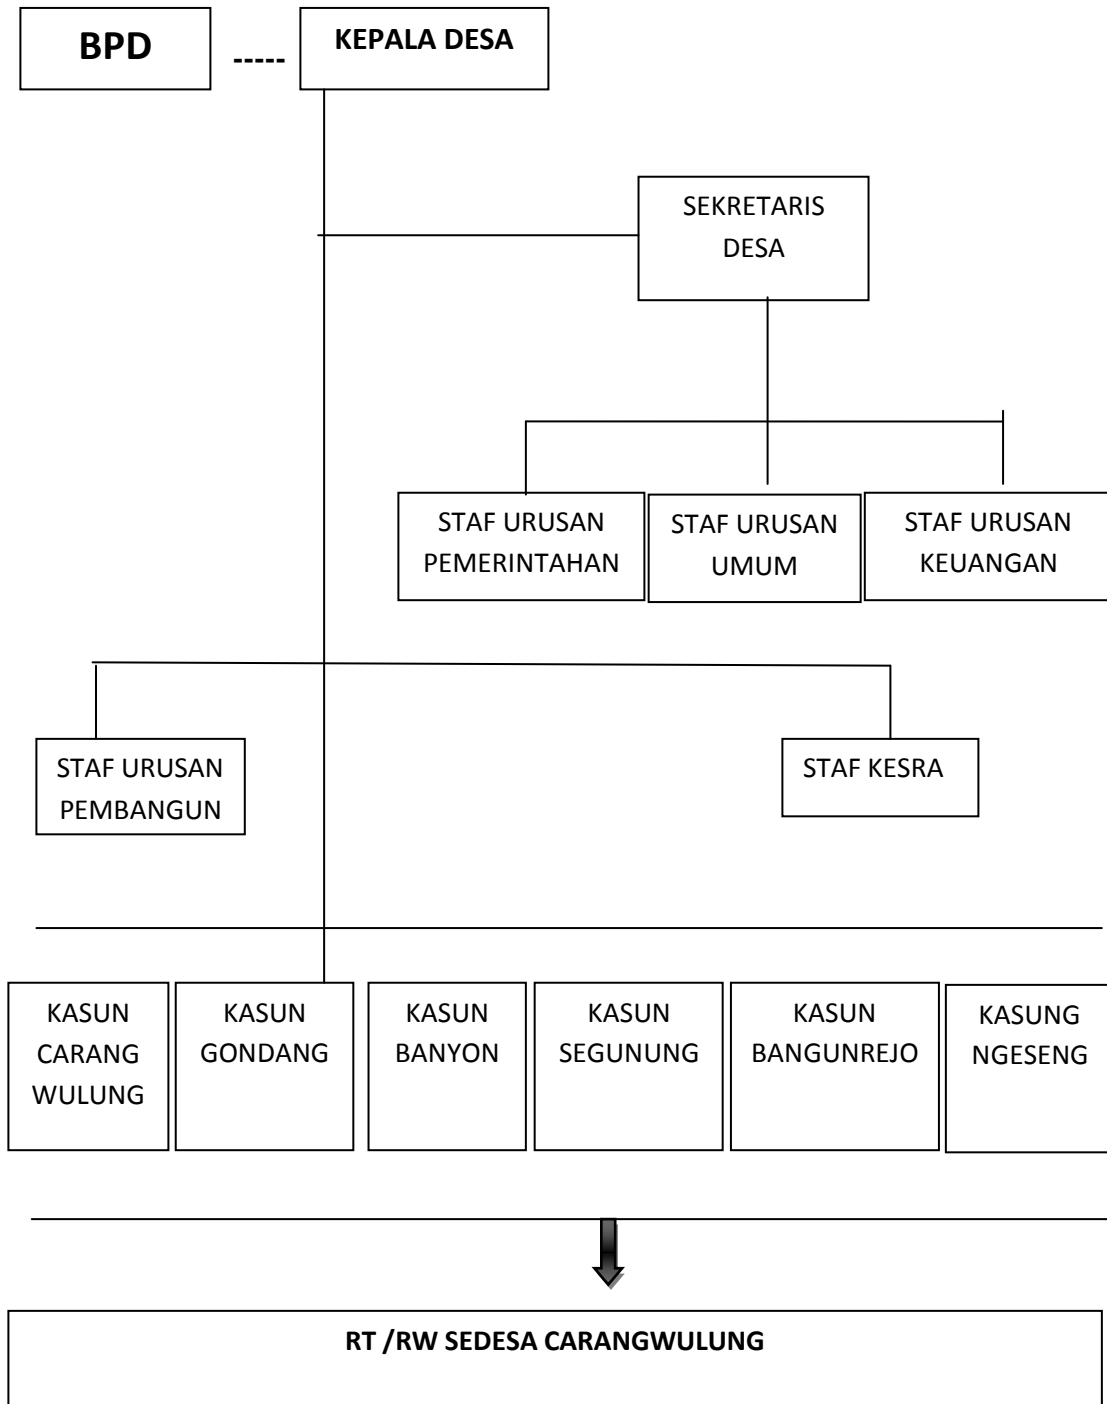 BPD
-----
KEPALA DESA
SEKRETARIS
DESA
STAF URUSAN
PEMERINTAHAN
STAF URUSAN
UMUM
STAF URUSAN
KEUANGAN
STAF URUSAN
PEMBANGUN
STAF KESRA
KASUN
CARANG
WULUNG
KASUN
GONDANG
KASUN
BANYON
KASUN
SEGUNUNG
KASUN
BANGUNREJO
KASUNG
NGESENG
RT /RW SEDESA CARANGWULUNG